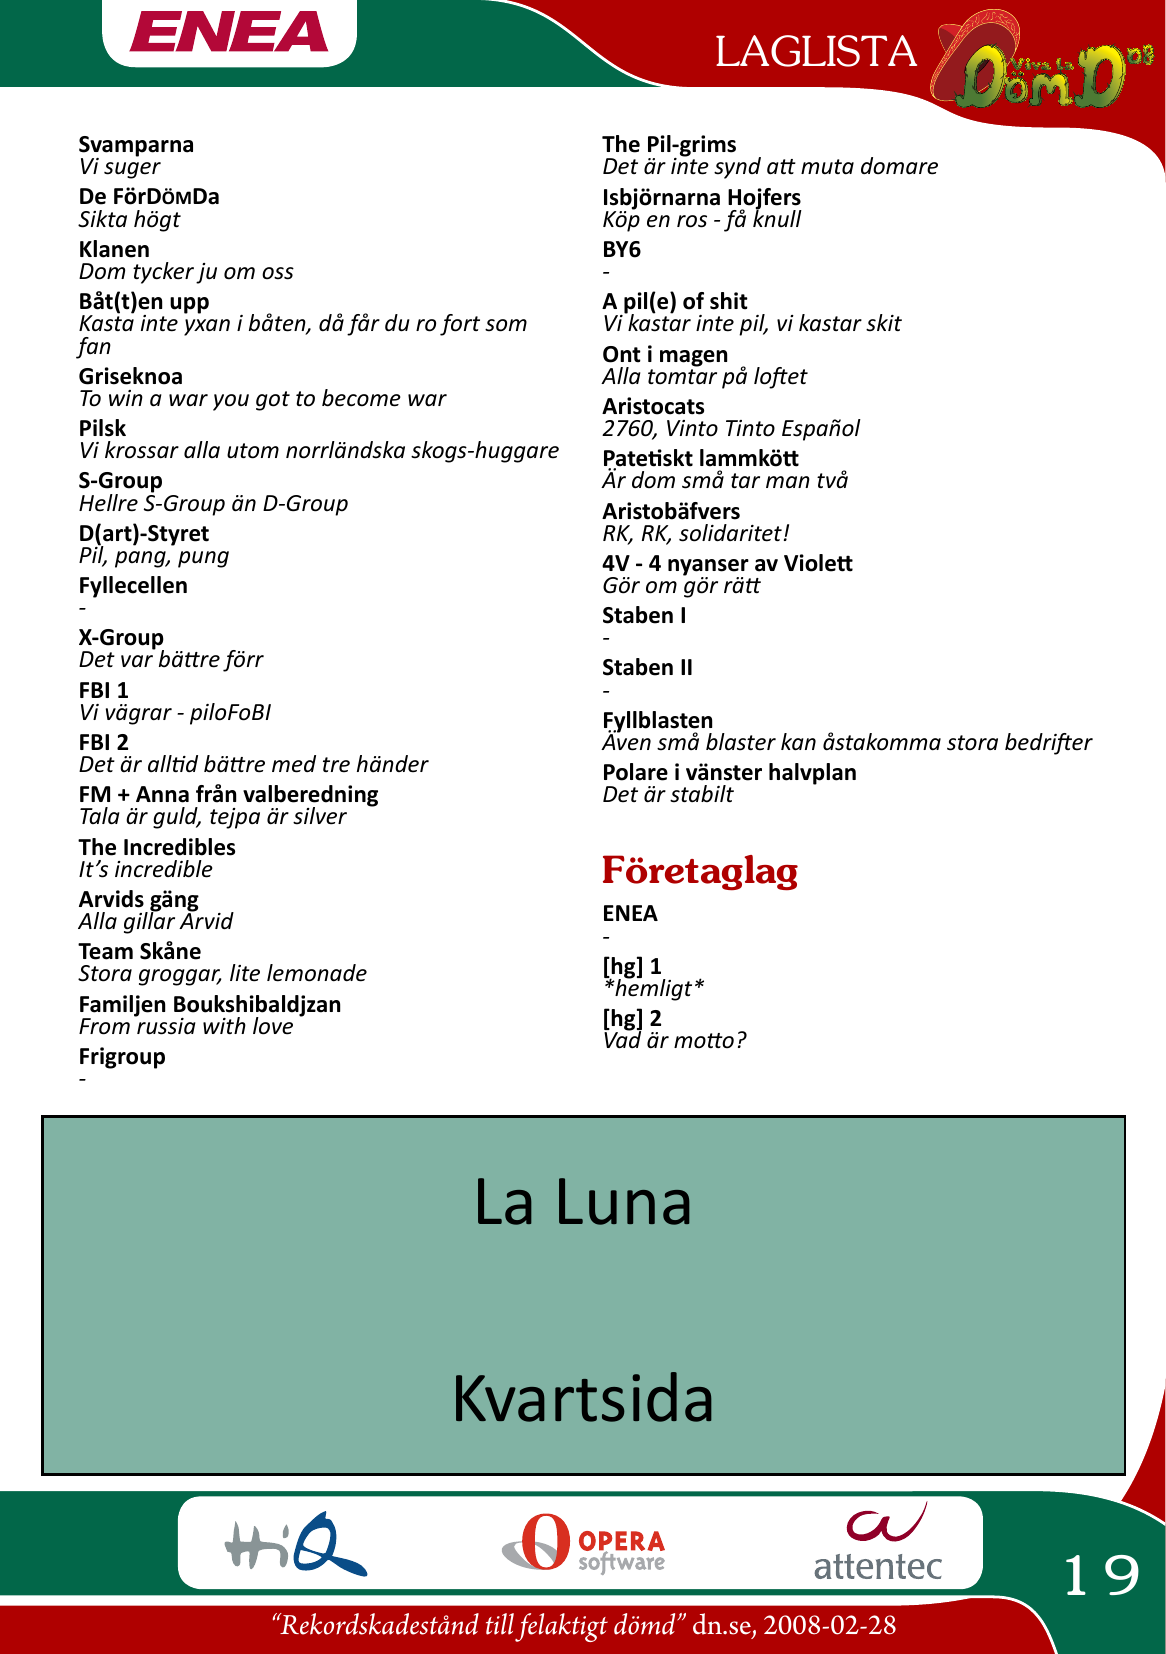 ENEA
LAGLISTA
Viva la
DömD 08
Svamparna
Vi suger
De FörDÖMDa
Sikta högt
Klanen
Dom tycker ju om oss
Båt(t)en upp
Kasta inte yxan i båten, då får du ro fort som
fan
Griseknoa
To win a war you got to become war
Pilsk
Vi krossar alla utom norrländska skogs-huggare
S-Group
Hellre S-Group än D-Group
D(art)-Styret
Pil, pang, pung
Fyllecellen
-
X-Group
Det var bättre förr
FBI 1
Vi vägrar - piloFoBI
FBI 2
Det är alltid bättre med tre händer
FM + Anna från valberedning
Tala är guld, tejpa är silver
The Incredibles
It’s incredible
Arvids gäng
Alla gillar Arvid
Team Skåne
Stora groggar, lite lemonade
Familjen Boukshibaldjzan
From russia with love
Frigroup
-
The Pil-grims
Det är inte synd att muta domare
Isbjörnarna Hojfers
Köp en ros - få knull
BY6
-
A pil(e) of shit
Vi kastar inte pil, vi kastar skit
Ont i magen
Alla tomtar på loftet
Aristocats
2760, Vinto Tinto Español
Patetiskt lammkött
Är dom små tar man två
Aristobäfvers
RK, RK, solidaritet!
4V - 4 nyanser av Violett
Gör om gör rätt
Staben I
-
Staben II
-
Fyllblasten
Även små blaster kan åstakomma stora bedrifter
Polare i vänster halvplan
Det är stabilt
Företaglag
ENEA
-
[hg] 1
*hemligt*
[hg] 2
Vad är motto?
La Luna
Kvartsida
HiQ
OPERA
software
attentec
19
“Rekordskadestånd till felaktigt dömd” dn.se, 2008-02-28